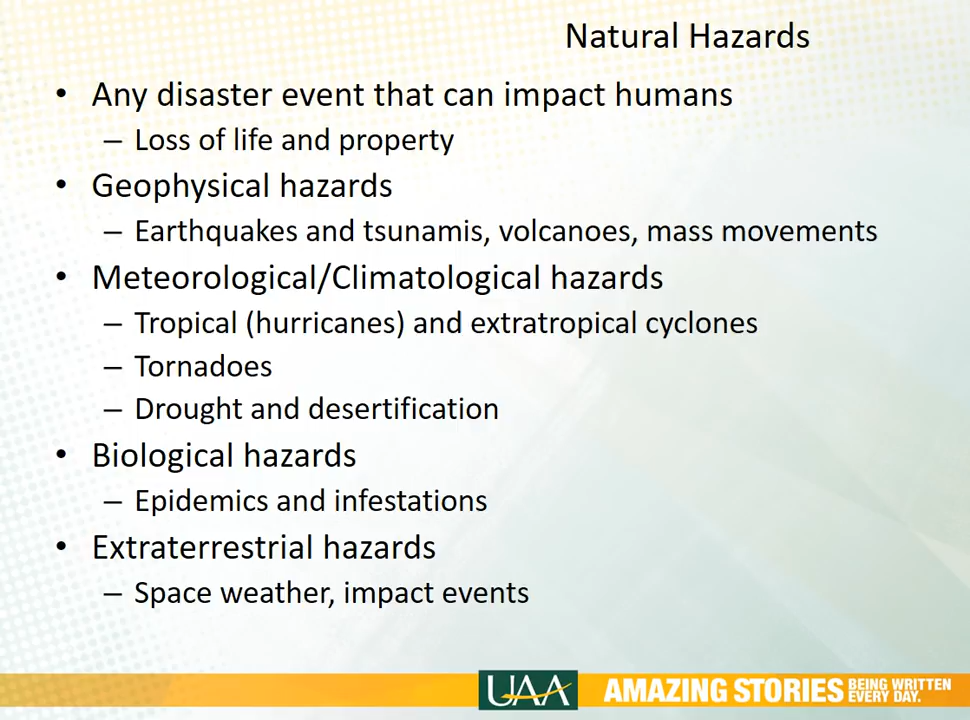 Natural Hazards
• Any disaster event that can impact humans
– Loss of life and property
• Geophysical hazards
– Earthquakes and tsunamis, volcanoes, mass movements
• Meteorological/Climatological hazards
– Tropical (hurricanes) and extratropical cyclones
– Tornadoes
– Drought and desertification
• Biological hazards
– Epidemics and infestations
• Extraterrestrial hazards
– Space weather, impact events
UAA AMAZING STORIES BEING WRITTEN
EVERY DAY.